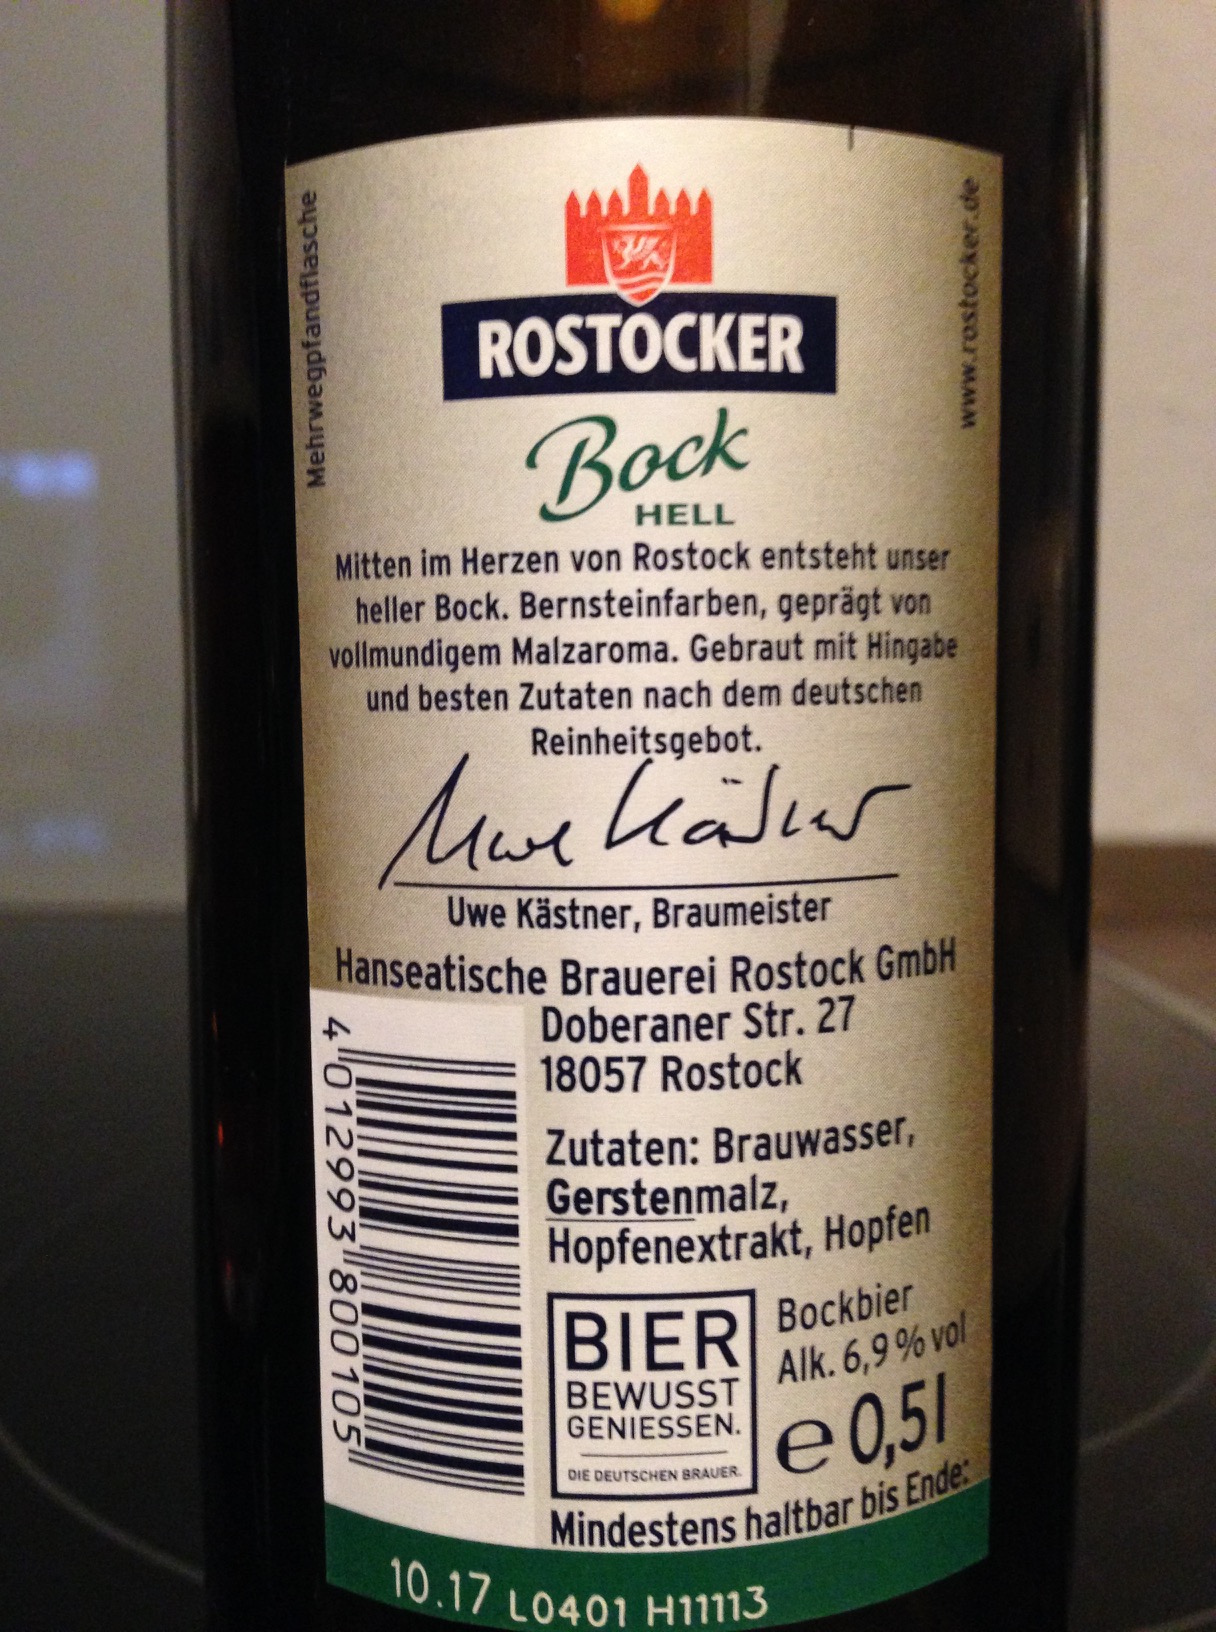 Mehrwegpfandflasche
www.rostocker.de
ROSTOCKER
Bock
HELL
Mitten im Herzen von Rostock entsteht unser
heller Bock. Bernsteinfarben, geprägt von
vollmundigem Malzaroma. Gebraut mit Hingabe
und besten Zutaten nach dem deutschen
Reinheitsgebot.
Uwe Kästner
Uwe Kästner, Braumeister
Hanseatische Brauerei Rostock GmbH
Doberaner Str. 27
18057 Rostock
4 012993 800105
Zutaten: Brauwasser,
Gerstenmalz,
Hopfenextrakt, Hopfen
BIER
BEWUSST
GENIESSEN.
DIE DEUTSCHEN BRAUER.
Bockbier
Alk. 6,9 % vol
e 0,5l
Mindestens haltbar bis Ende:
10.17 L0401 H11113